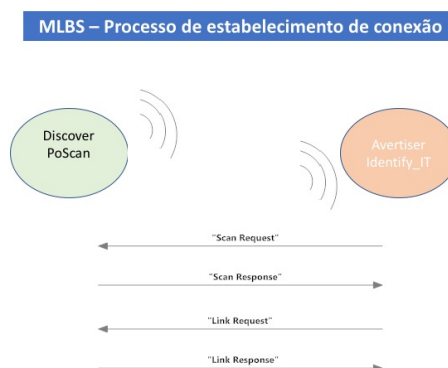 MLBS – Processo de estabelecimento de conexão
Discover
PoScan
Avertiser
Identify_IT
"Scan Request"
"Scan Response"
"Link Request"
"Link Response"